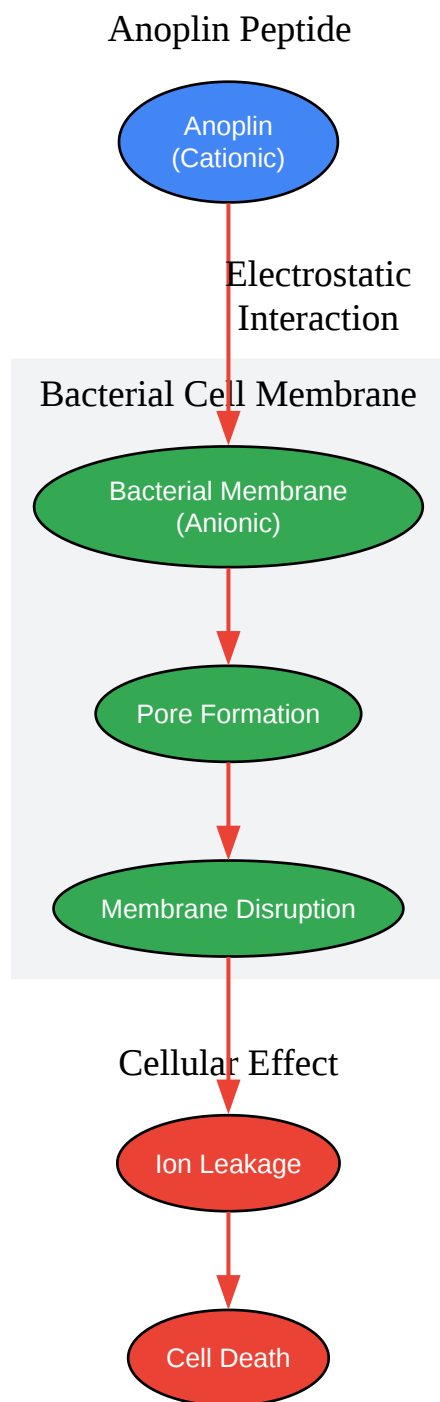 Anoplin Peptide
Anoplin
(Cationic)
Electrostatic
Interaction
Bacterial Cell Membrane
Bacterial Membrane
(Anionic)
Pore Formation
Membrane Disruption
Cellular Effect
Ion Leakage
Cell Death